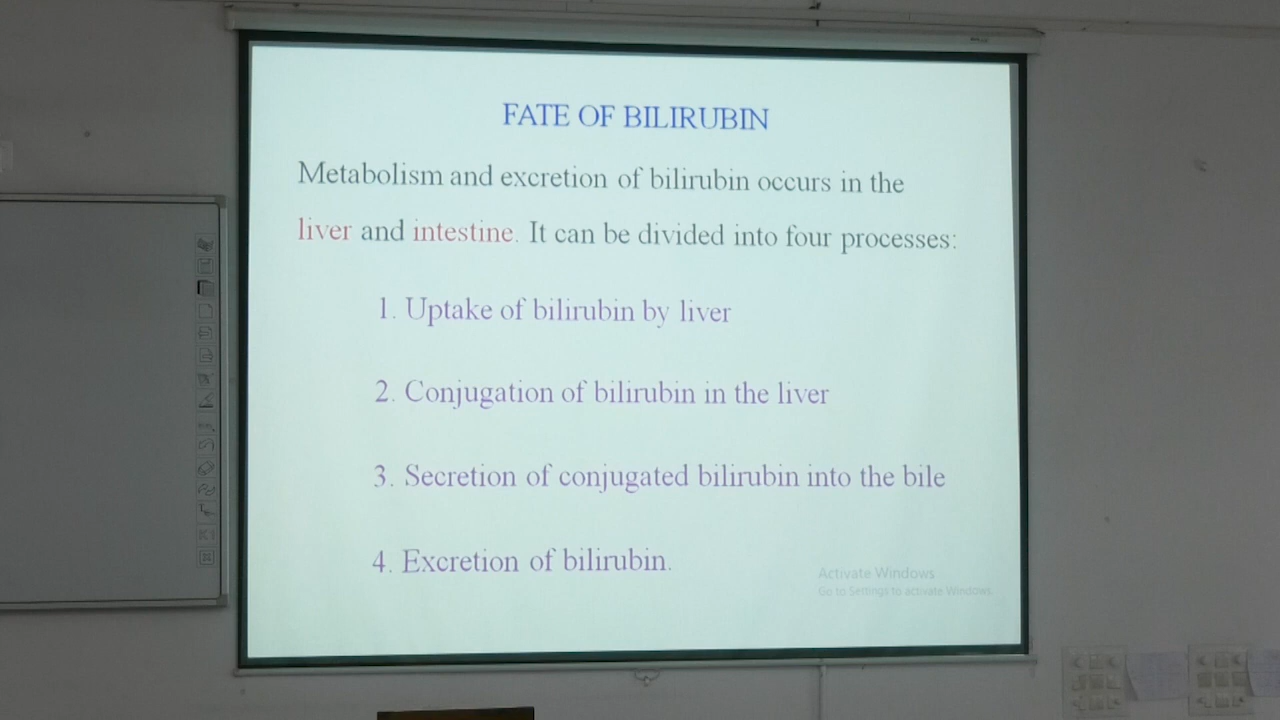 FATE OF BILIRUBIN
Metabolism and excretion of bilirubin occurs in the
liver and intestine. It can be divided into four processes:
1. Uptake of bilirubin by liver
2. Conjugation of bilirubin in the liver
3. Secretion of conjugated bilirubin into the bile
4. Excretion of bilirubin.
Activate Windows
Go to Settings to activate Windows.